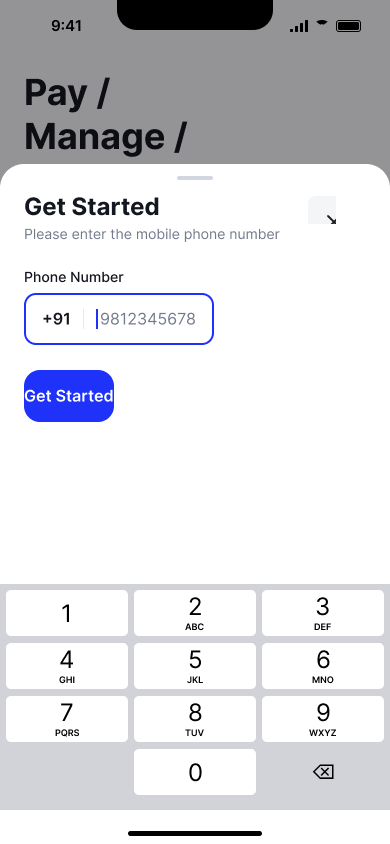 9:41
Pay /
Manage /
Get Started
Please enter the mobile phone number
Phone Number
+91 9812345678
Get Started
1
2 ABC
3 DEF
4 GHI
5 JKL
6 MNO
7 PQRS
8 TUV
9 WXYZ
0